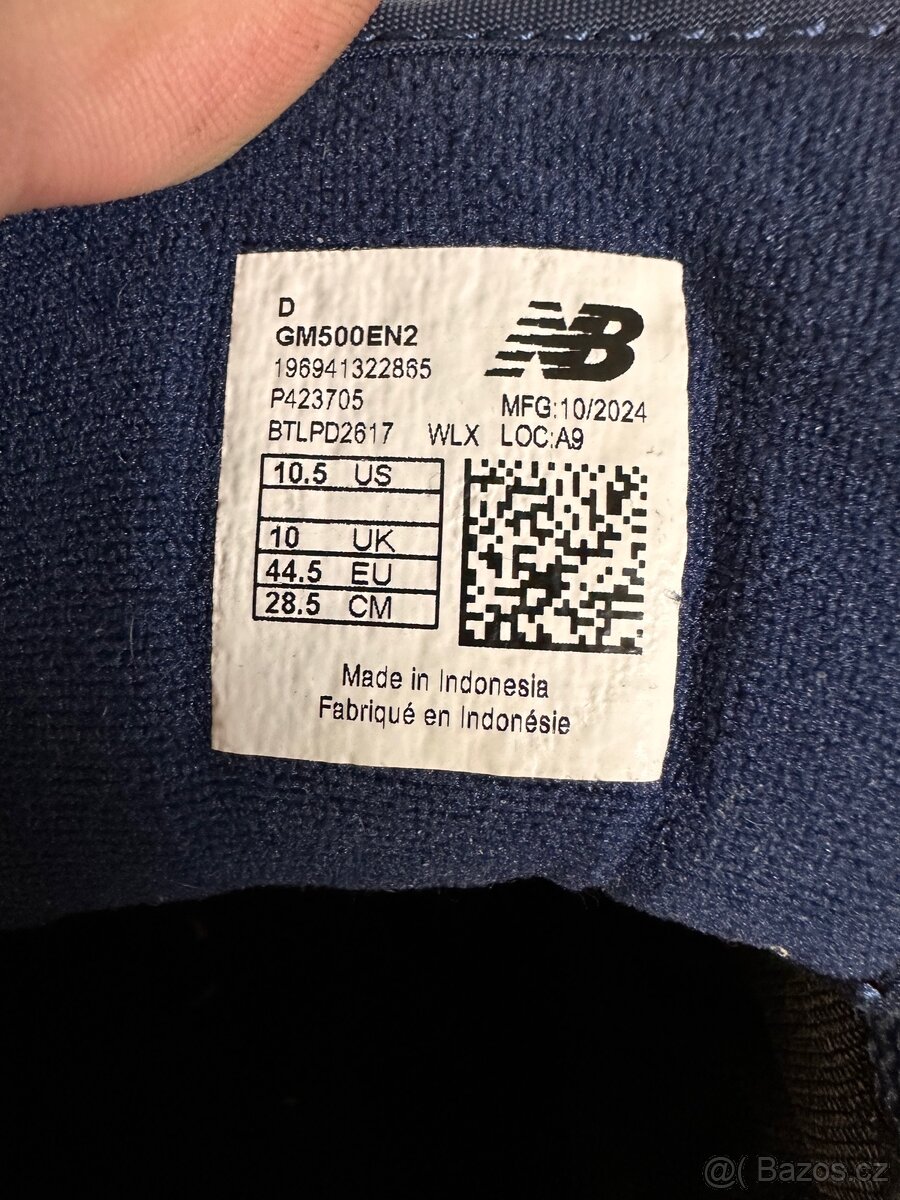 D
GM500EN2
196941322865
P423705
MFG:10/2024
BTLPD2617 WLX LOC:A9
NB
10.5 US
10 UK
44.5 EU
28.5 CM
Made in Indonesia
Fabriqué en Indonésie
@( Bazos.cz